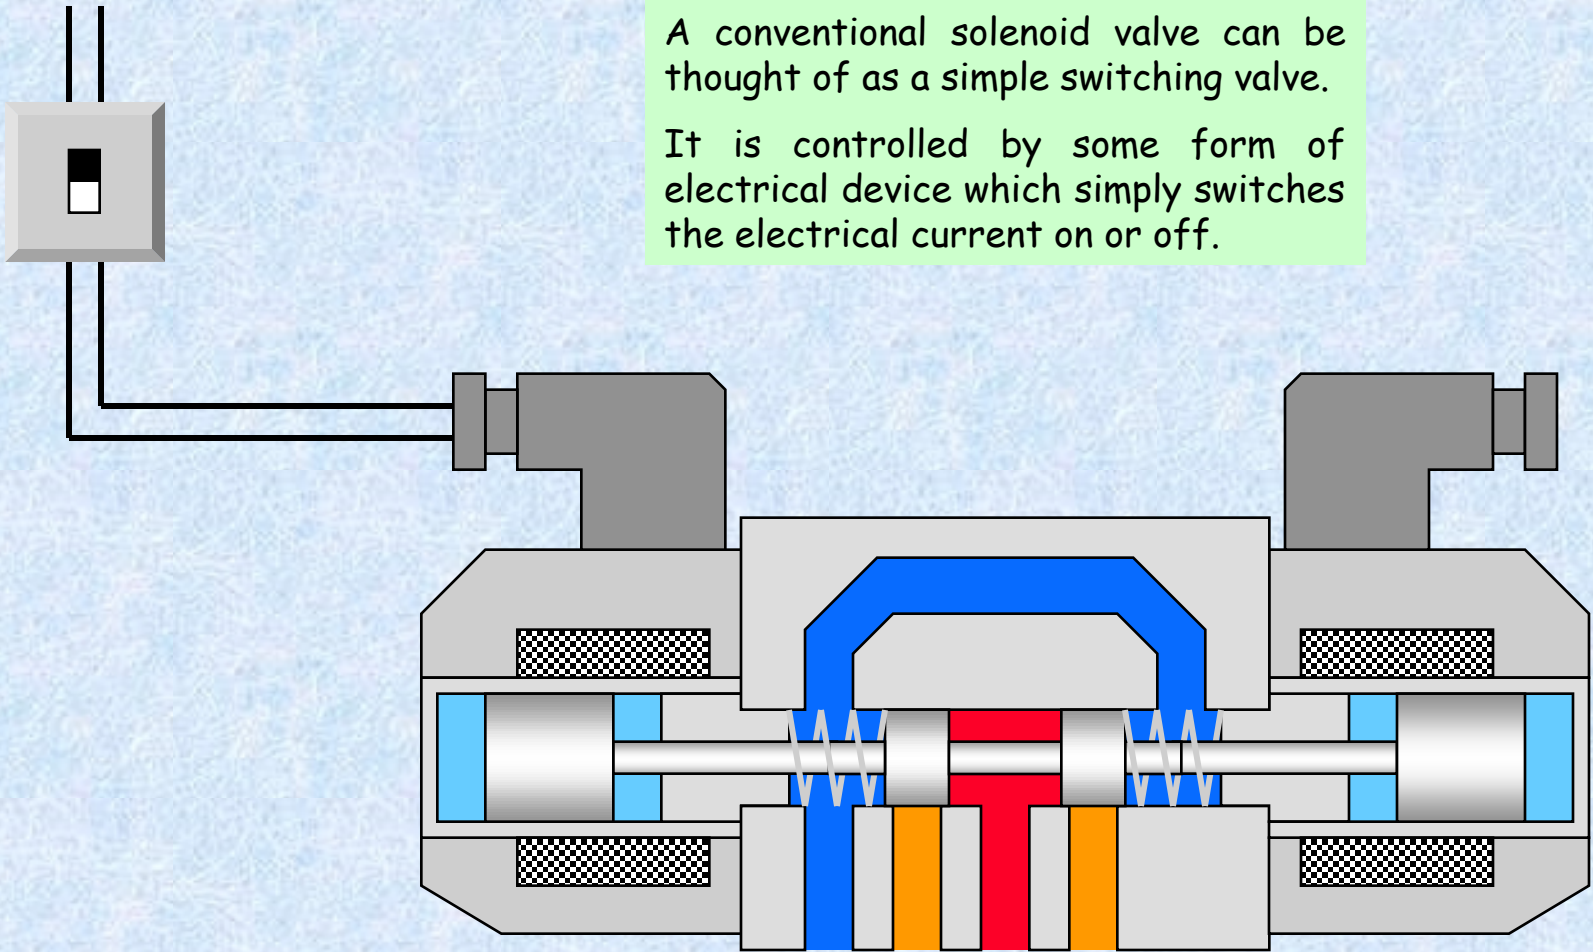 A conventional solenoid valve can be
thought of as a simple switching valve.
It is controlled by some form of
electrical device which simply switches
the electrical current on or off.